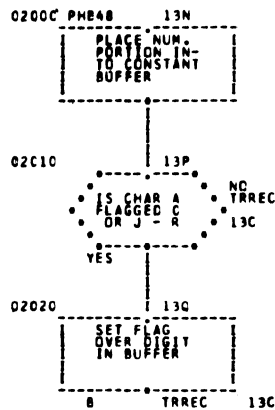 0200C PHB48 13N
PLACE NUM.
PORTION IN-
TO CONSTANT
BUFFER
02C10 13P
IS CHAR A
FLAGGED C
OR J - R
NO
TRREC
13C
YES
02020 13Q
SET FLAG
OVER DIGIT
IN BUFFER
B TRREC 13C